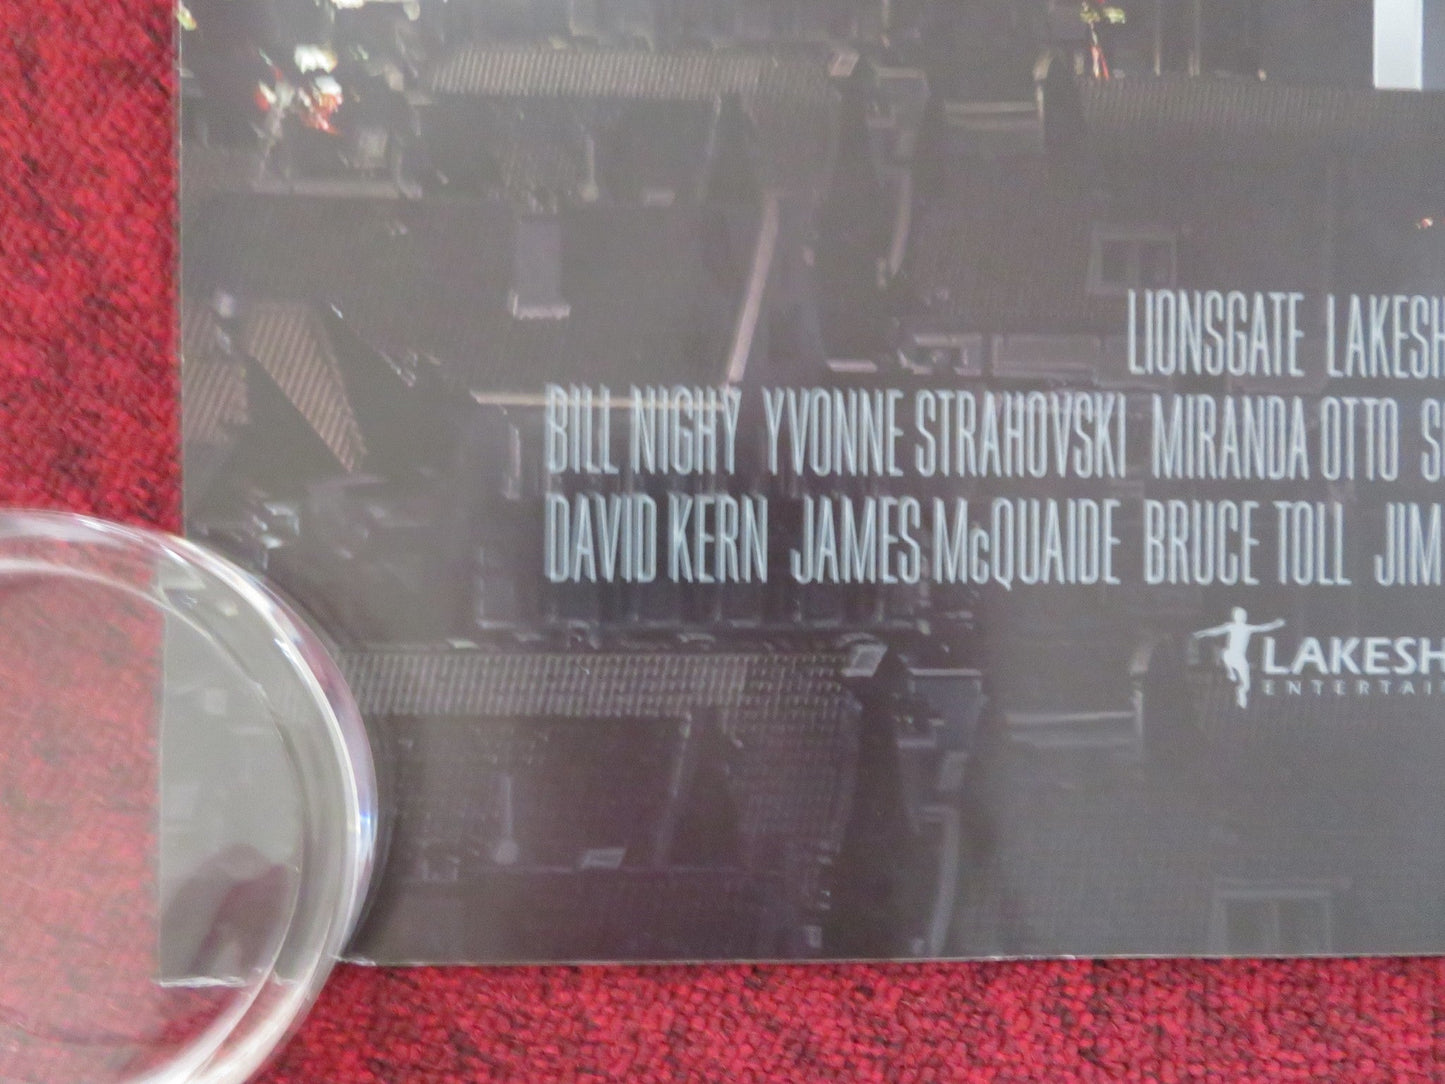 LIONSGATE LAKESH
BILL NIGHY YVONNE STRAHOVSKI MIRANDA OTTO
DAVID KERN JAMES McQUAIDE BRUCE TOLL JIM
LAKESH
ENTERTAI